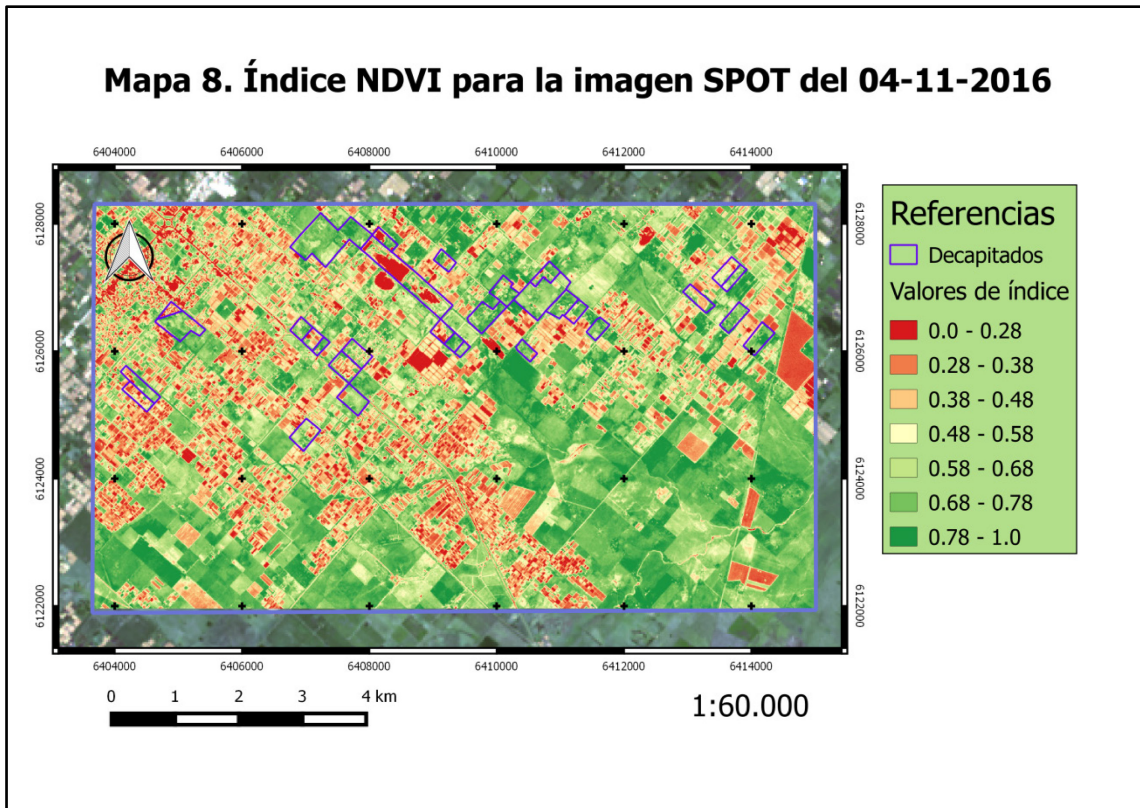 Mapa 8. Índice NDVI para la imagen SPOT del 04-11-2016
6404000 6406000 6408000 6410000 6412000 6414000
6128000 6128000
6126000 6126000
6124000 6124000
6122000 6122000
6404000 6406000 6408000 6410000 6412000 6414000
Referencias
Decapitados
Valores de índice
0.0 - 0.28
0.28 - 0.38
0.38 - 0.48
0.48 - 0.58
0.58 - 0.68
0.68 - 0.78
0.78 - 1.0
0 1 2 3 4 km
1:60.000